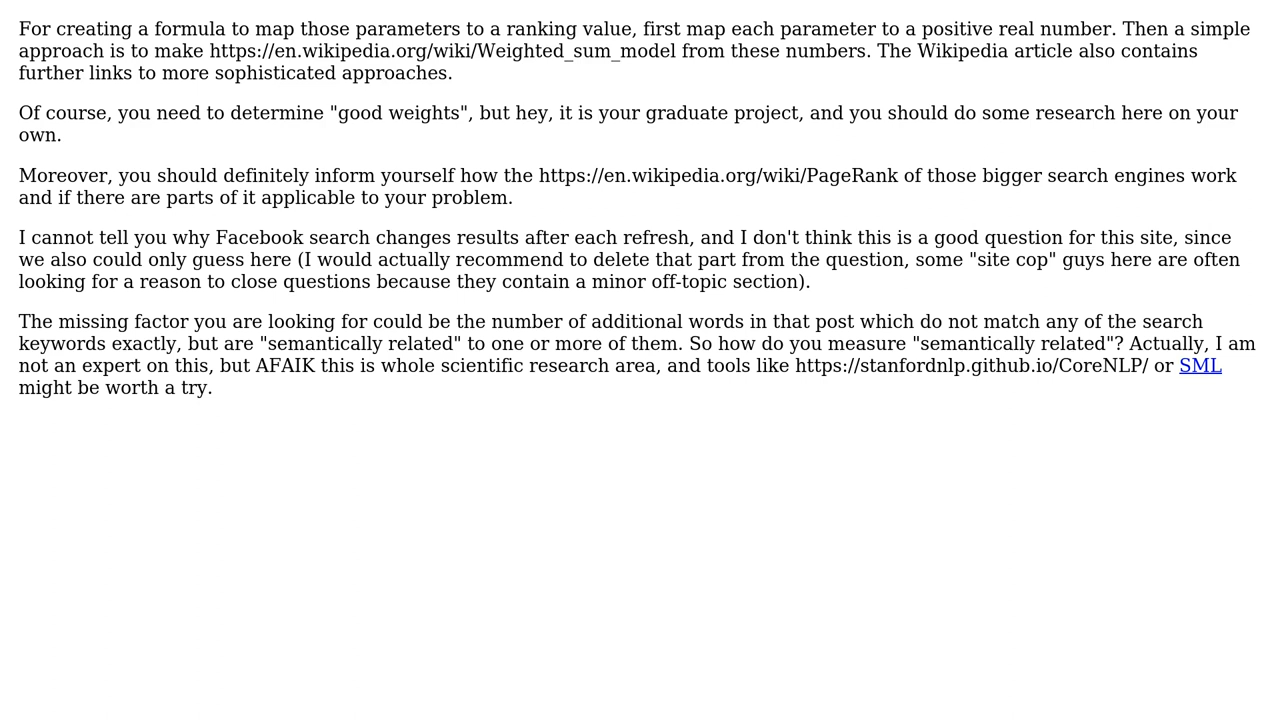 For creating a formula to map those parameters to a ranking value, first map each parameter to a positive real number. Then a simple
approach is to make https://en.wikipedia.org/wiki/Weighted_sum_model from these numbers. The Wikipedia article also contains
further links to more sophisticated approaches.
Of course, you need to determine "good weights", but hey, it is your graduate project, and you should do some research here on your
own.
Moreover, you should definitely inform yourself how the https://en.wikipedia.org/wiki/PageRank of those bigger search engines work
and if there are parts of it applicable to your problem.
I cannot tell you why Facebook search changes results after each refresh, and I don't think this is a good question for this site, since
we also could only guess here (I would actually recommend to delete that part from the question, some "site cop" guys here are often
looking for a reason to close questions because they contain a minor off-topic section).
The missing factor you are looking for could be the number of additional words in that post which do not match any of the search
keywords exactly, but are "semantically related" to one or more of them. So how do you measure "semantically related"? Actually, I am
not an expert on this, but AFAIK this is whole scientific research area, and tools like https://stanfordnlp.github.io/CoreNLP/ or SML
might be worth a try.